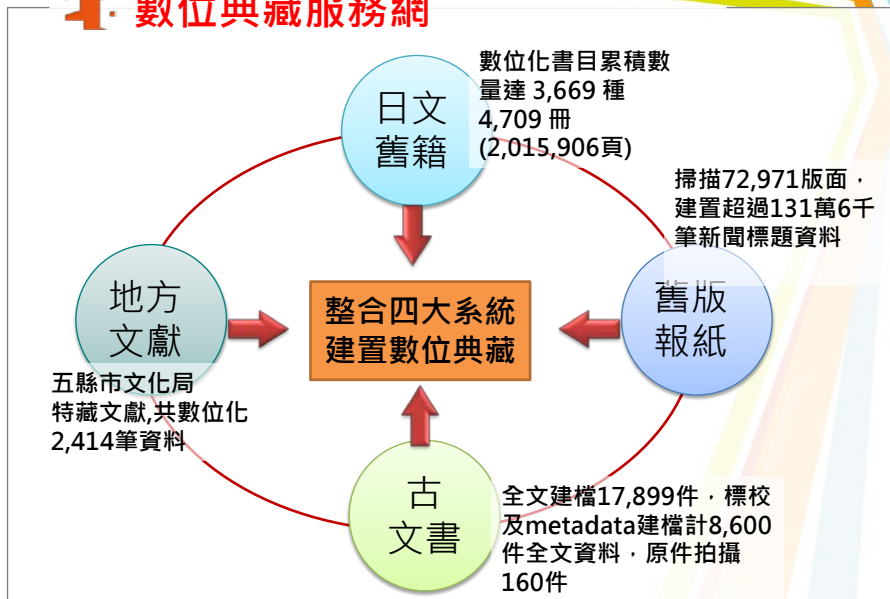 數位典藏服務網
日文
舊籍
數位化書目累積數
量達 3,669 種
4,709 冊
(2,015,906頁)
掃描72,971版面，
建置超過131萬6千
筆新聞標題資料
舊版
報紙
地方
文獻
五縣市文化局
特藏文獻,共數位化
2,414筆資料
整合四大系統
建置數位典藏
古
文書
全文建檔17,899件，標校
及metadata建檔計8,600
件全文資料，原件拍攝
160件